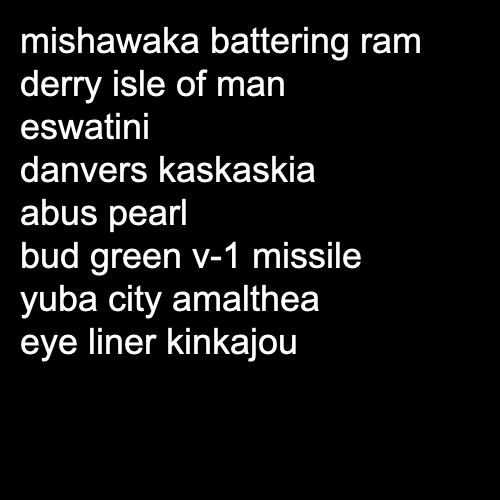 mishawaka battering ram
derry isle of man
eswatini
danvers kaskaskia
abus pearl
bud green v-1 missile
yuba city amalthea
eye liner kinkajou